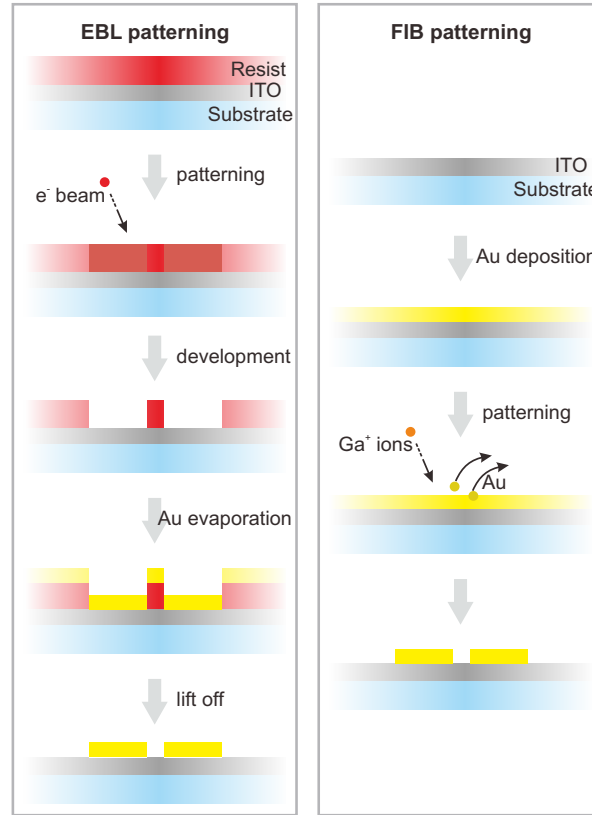 EBL patterning
Resist
ITO
Substrate
patterning
e⁻ beam
development
Au evaporation
lift off
FIB patterning
ITO
Substrate
Au deposition
patterning
Ga⁺ ions
Au